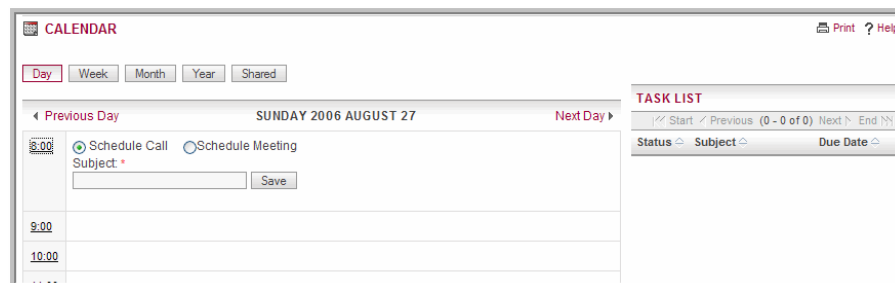 CALENDAR
Print ? Help
Day Week Month Year Shared
Previous Day SUNDAY 2006 AUGUST 27 Next Day
8:00 Schedule Call Schedule Meeting
Subject: *
Save
9:00
10:00
TASK LIST
Start Previous (0 - 0 of 0) Next End
Status Subject Due Date